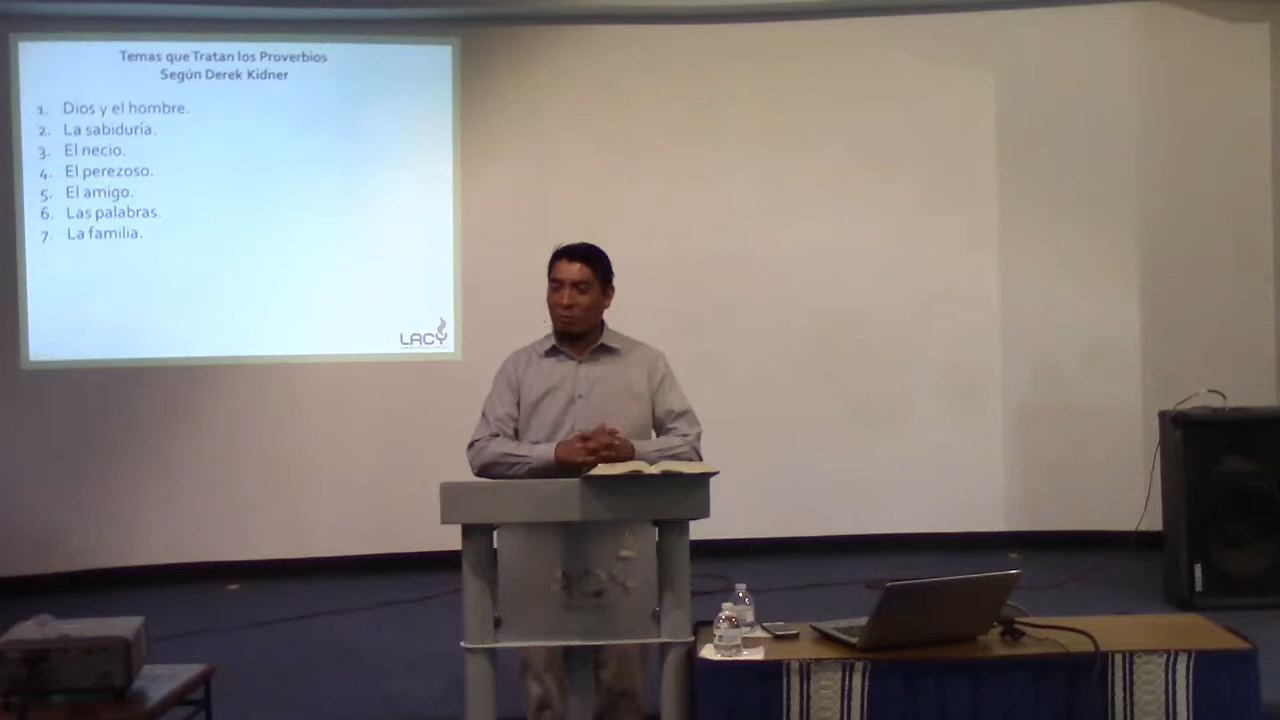 Temas que Tratan los Proverbios
Según Derek Kidner
1. Dios y el hombre.
2. La sabiduría.
3. El necio.
4. El perezoso.
5. El amigo.
6. Las palabras.
7. La familia.
LACY